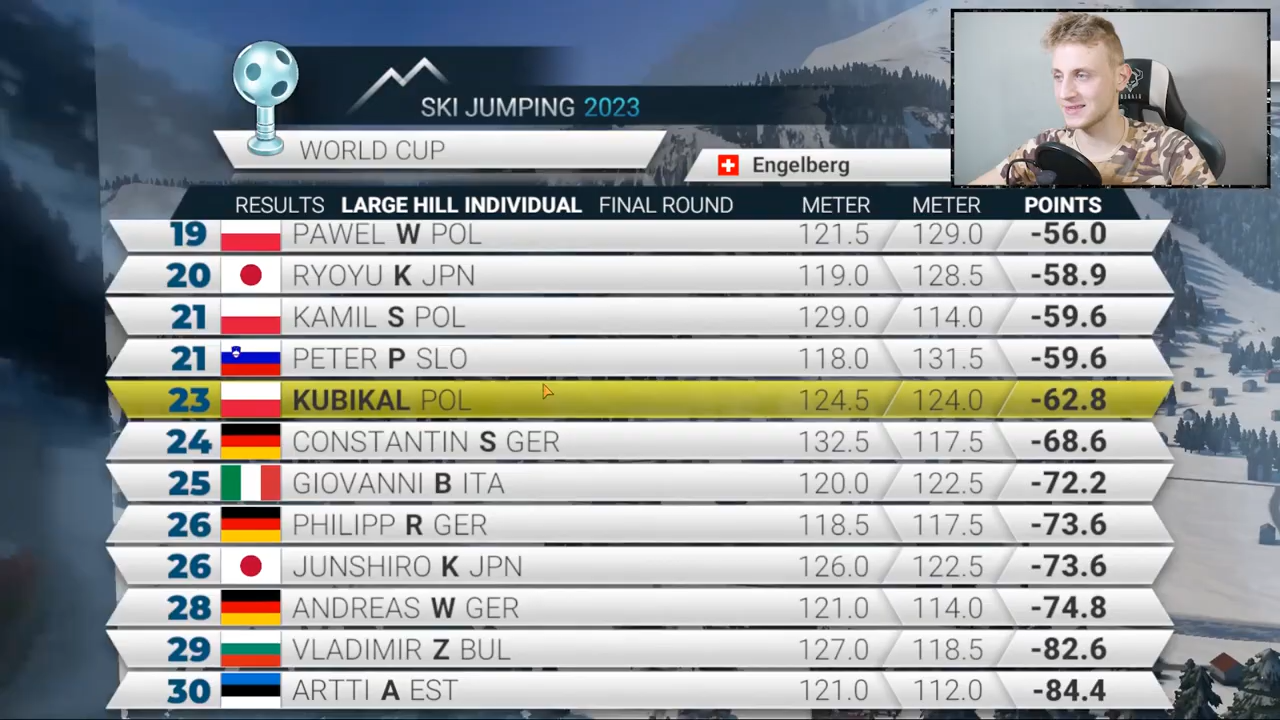 SKI JUMPING 2023
WORLD CUP
Engelberg
RESULTS LARGE HILL INDIVIDUAL FINAL ROUND METER METER POINTS
19 PAWEL W POL 121.5 129.0 -56.0
20 RYOYU K JPN 119.0 128.5 -58.9
21 KAMIL S POL 129.0 114.0 -59.6
21 PETER P SLO 118.0 131.5 -59.6
23 KUBIKAL POL 124.5 124.0 -62.8
24 CONSTANTIN S GER 132.5 117.5 -68.6
25 GIOVANNI B ITA 120.0 122.5 -72.2
26 PHILIPP R GER 118.5 117.5 -73.6
26 JUNSHIRO K JPN 126.0 122.5 -73.6
28 ANDREAS W GER 121.0 114.0 -74.8
29 VLADIMIR Z BUL 127.0 118.5 -82.6
30 ARTTI A EST 121.0 112.0 -84.4